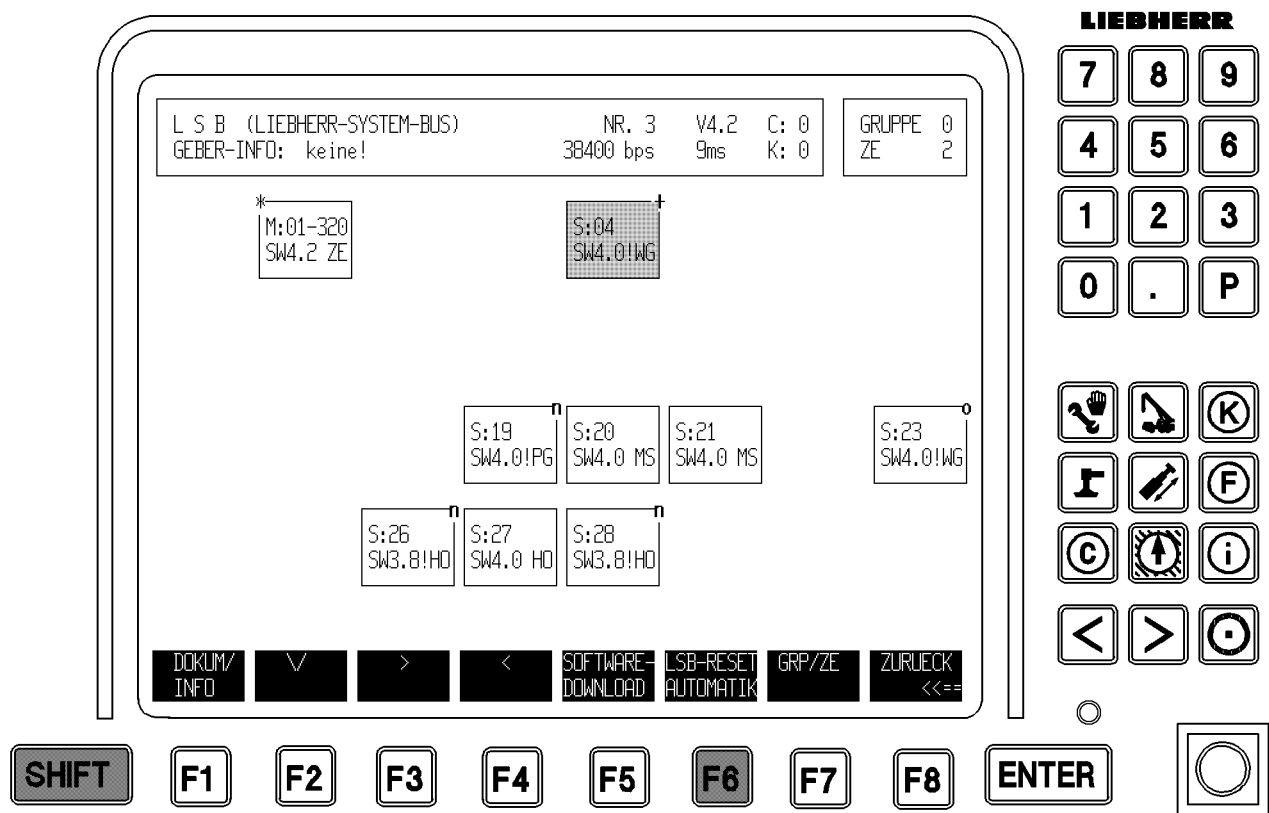 LIEBHERR
L S B (LIEBHERR-SYSTEM-BUS) NR. 3 V4.2 C: 0
GEBER-INFO: keine! 38400 bps 9ms K: 0
GRUPPE 0
ZE 2
*
M:01-320
SW4.2 ZE
+
S:04
SW4.0!WG
n
S:19
SW4.0!PG
S:20
SW4.0 MS
S:21
SW4.0 MS
o
S:23
SW4.0!WG
n
S:26
SW3.8!HO
S:27
SW4.0 HO
n
S:28
SW3.8!HO
DOKUM/
INFO
\/
>
<
SOFTWARE-
DOWNLOAD
LSB-RESET
AUTOMATIK
GRP/ZE
ZURUECK
<<==
7 8 9
4 5 6
1 2 3
0 . P
K
F
C i
< >
SHIFT F1 F2 F3 F4 F5 F6 F7 F8 ENTER